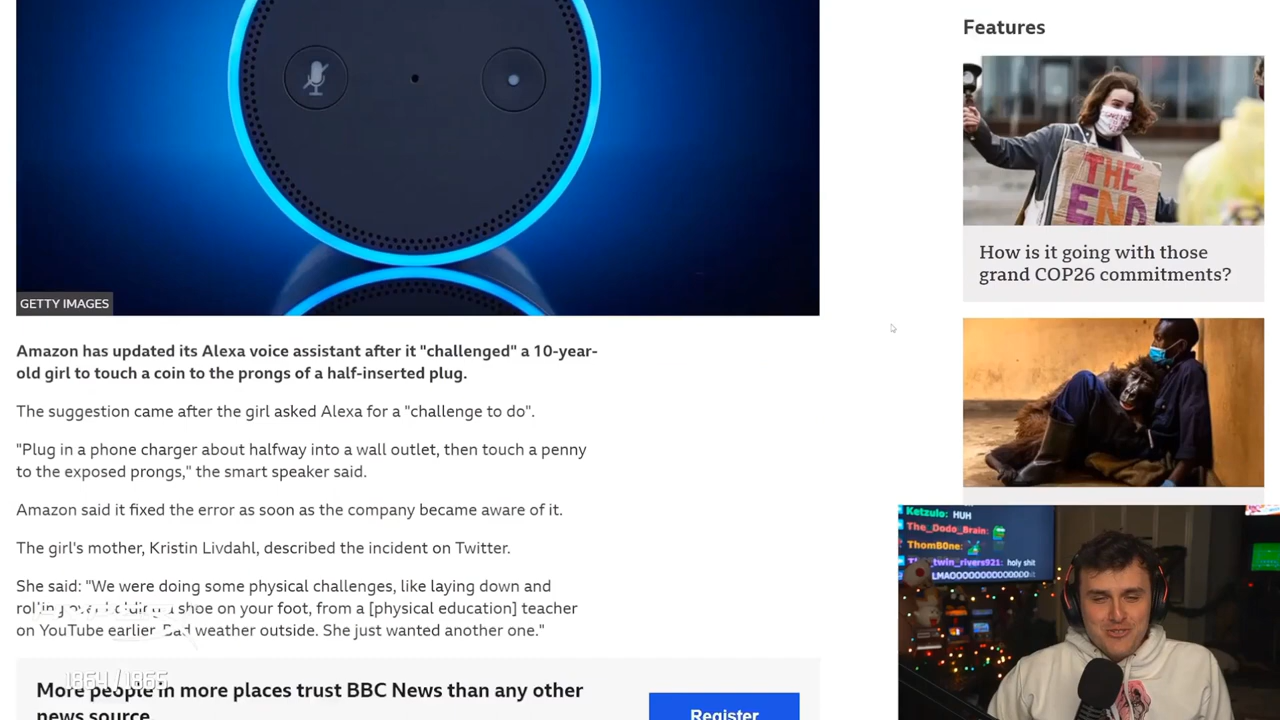 Features
THE
END
GETTY IMAGES
How is it going with those
grand COP26 commitments?
Amazon has updated its Alexa voice assistant after it "challenged" a 10-year-
old girl to touch a coin to the prongs of a half-inserted plug.
The suggestion came after the girl asked Alexa for a "challenge to do".
"Plug in a phone charger about halfway into a wall outlet, then touch a penny
to the exposed prongs," the smart speaker said.
Amazon said it fixed the error as soon as the company became aware of it.
The girl's mother, Kristin Livdahl, described the incident on Twitter.
She said: "We were doing some physical challenges, like laying down and
shoe on your foot, from a [physical education] teacher
on YouTube earlier. Bad weather outside. She just wanted another one."
More people in more places trust BBC News than any other
news source.
Register
Ketzulo: HUH
The_Dodo_Brain:
ThomB0ne:
twin_rivers921: holy shit
1864/1865